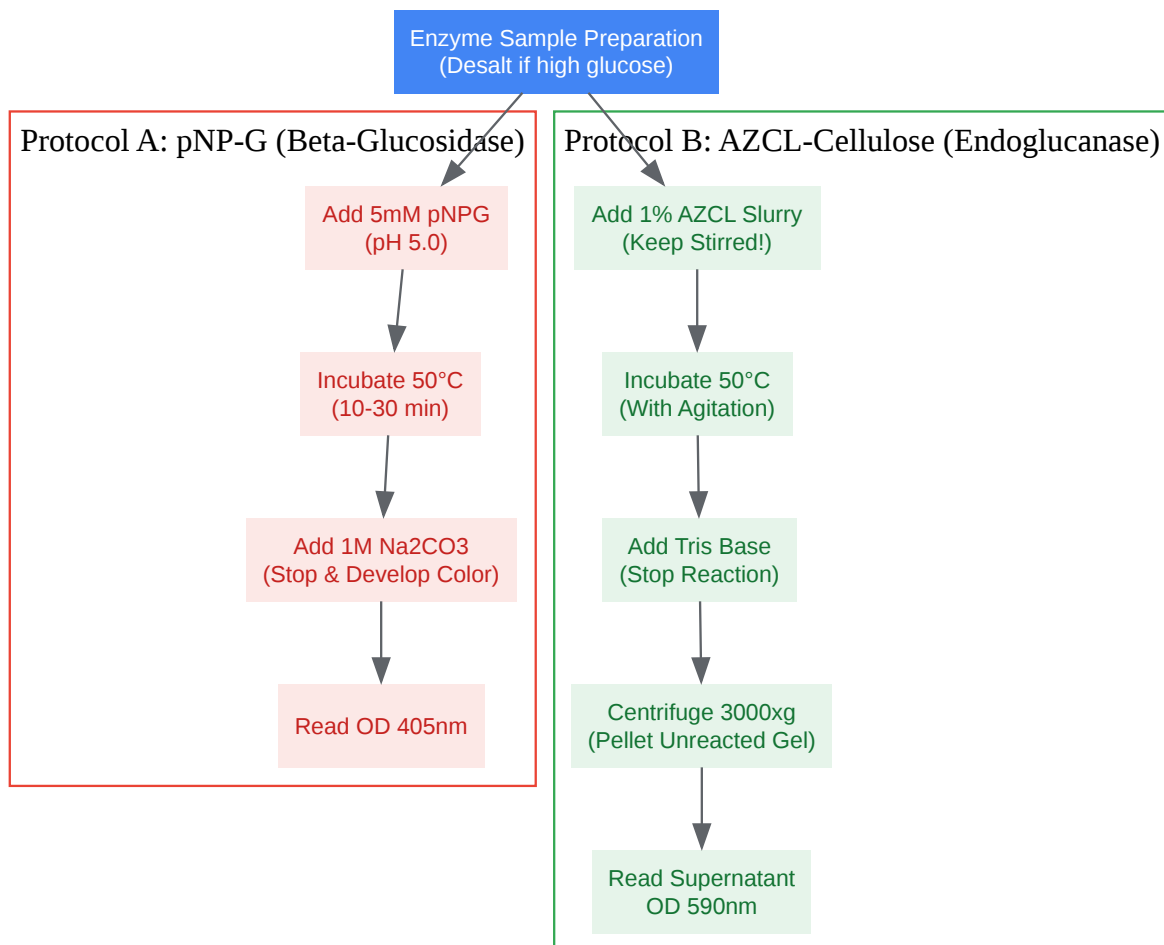 Enzyme Sample Preparation
(Desalt if high glucose)
Protocol A: pNP-G (Beta-Glucosidase)
Add 5mM pNPG
(pH 5.0)
Incubate 50°C
(10-30 min)
Add 1M Na2CO3
(Stop & Develop Color)
Read OD 405nm
Protocol B: AZCL-Cellulose (Endoglucanase)
Add 1% AZCL Slurry
(Keep Stirred!)
Incubate 50°C
(With Agitation)
Add Tris Base
(Stop Reaction)
Centrifuge 3000xg
(Pellet Unreacted Gel)
Read Supernatant
OD 590nm